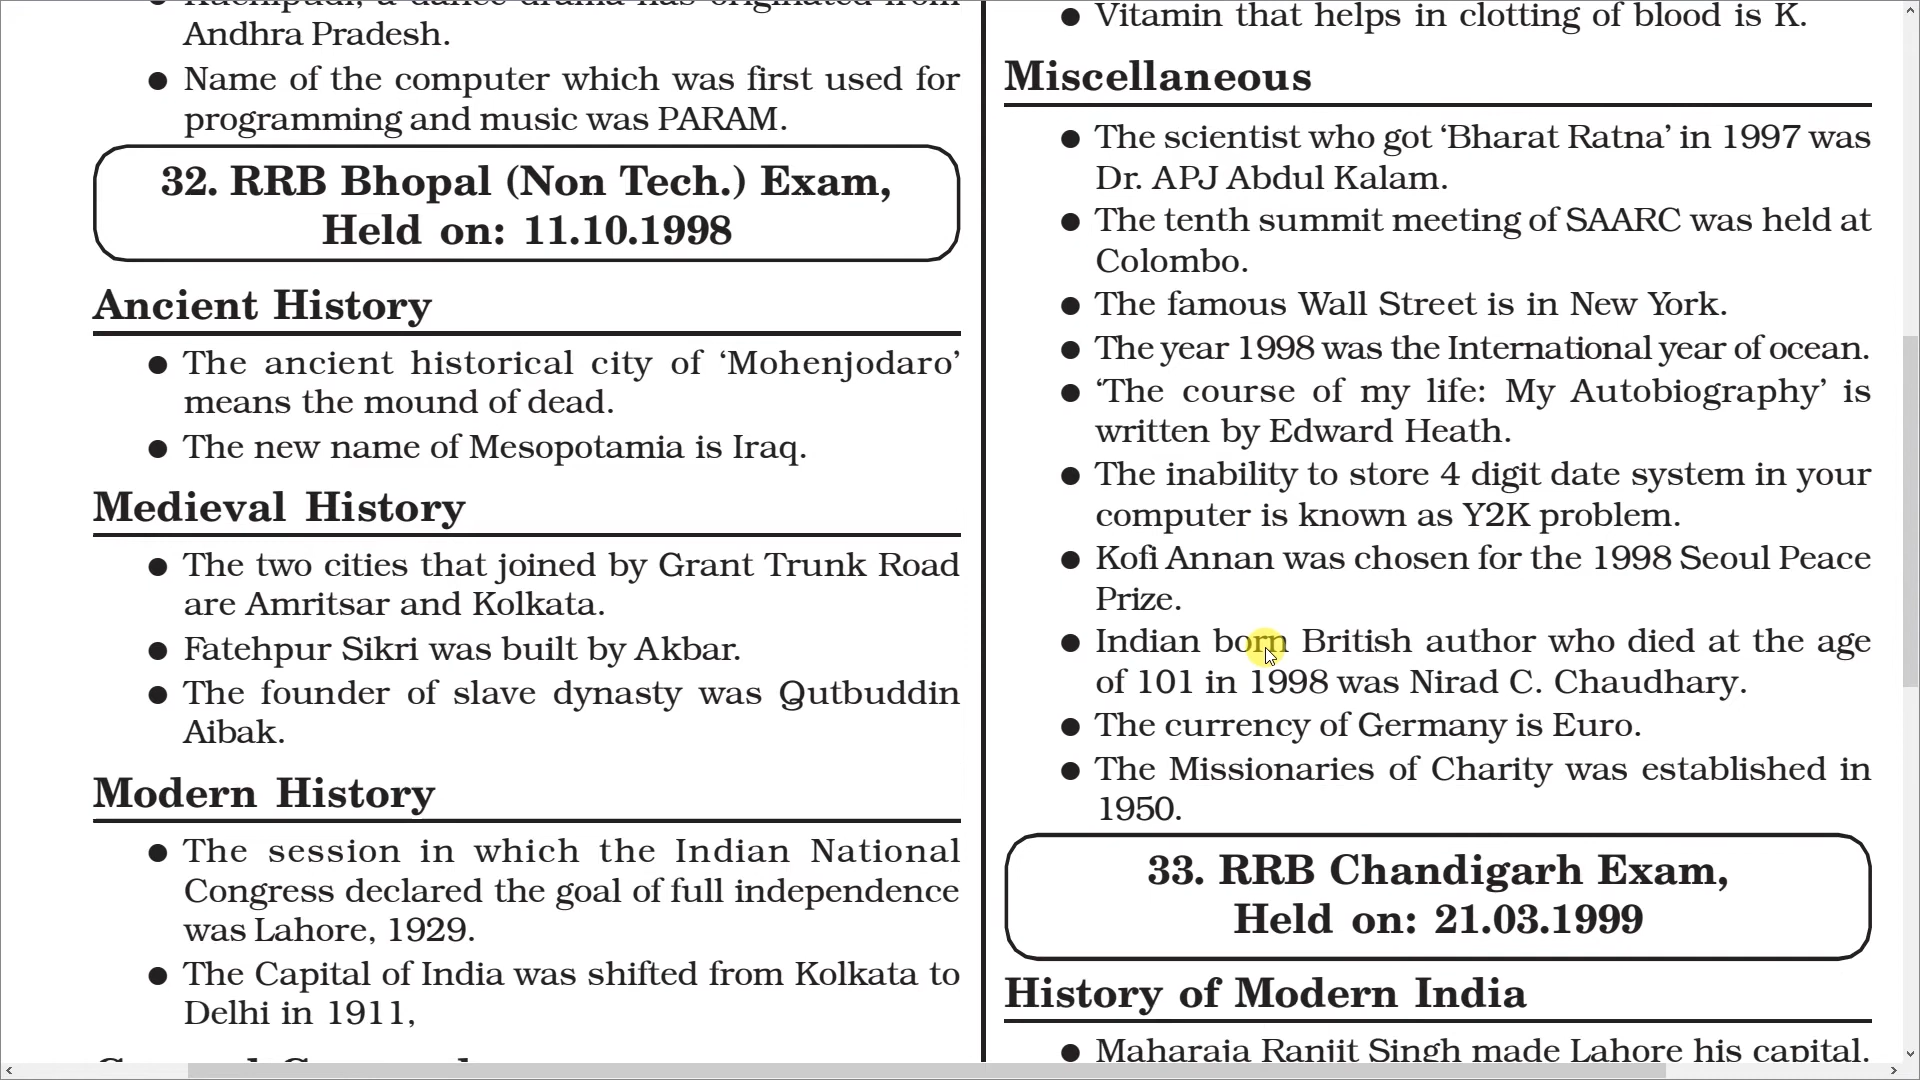 Kuchipudi, a dance drama has originated from
Andhra Pradesh.
● Name of the computer which was first used for
programming and music was PARAM.
32. RRB Bhopal (Non Tech.) Exam,
Held on: 11.10.1998
Ancient History
● The ancient historical city of ‘Mohenjodaro’
means the mound of dead.
● The new name of Mesopotamia is Iraq.
Medieval History
● The two cities that joined by Grant Trunk Road
are Amritsar and Kolkata.
● Fatehpur Sikri was built by Akbar.
● The founder of slave dynasty was Qutbuddin
Aibak.
Modern History
● The session in which the Indian National
Congress declared the goal of full independence
was Lahore, 1929.
● The Capital of India was shifted from Kolkata to
Delhi in 1911,
● Vitamin that helps in clotting of blood is K.
Miscellaneous
● The scientist who got ‘Bharat Ratna’ in 1997 was
Dr. APJ Abdul Kalam.
● The tenth summit meeting of SAARC was held at
Colombo.
● The famous Wall Street is in New York.
● The year 1998 was the International year of ocean.
● ‘The course of my life: My Autobiography’ is
written by Edward Heath.
● The inability to store 4 digit date system in your
computer is known as Y2K problem.
● Kofi Annan was chosen for the 1998 Seoul Peace
Prize.
● Indian born British author who died at the age
of 101 in 1998 was Nirad C. Chaudhary.
● The currency of Germany is Euro.
● The Missionaries of Charity was established in
1950.
33. RRB Chandigarh Exam,
Held on: 21.03.1999
History of Modern India
● Maharaja Ranjit Singh made Lahore his capital.